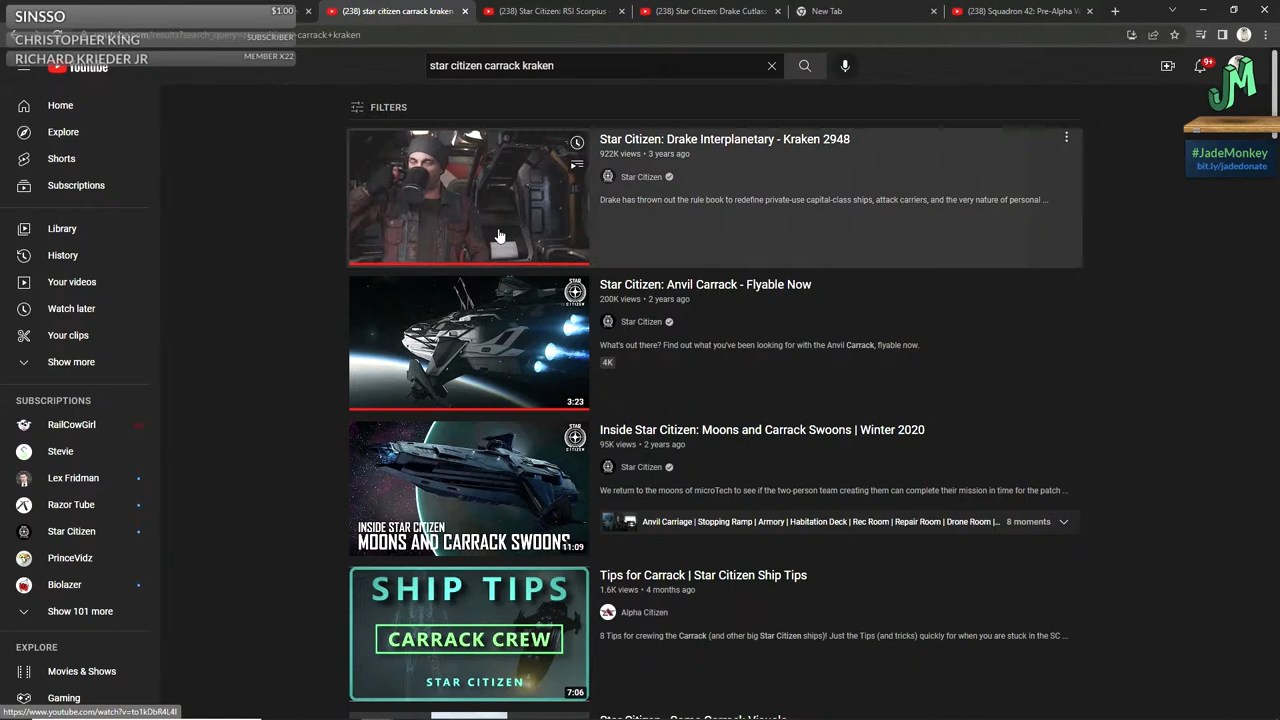 SINSSO
$1.00
CHRISTOPHER KING
SUBSCRIBER
RICHARD KRIEDER JR
MEMBER X22
(238) star citizen carrack kraken
(238) Star Citizen: RSI Scorpius -
(238) Star Citizen: Drake Cutlass
New Tab
(238) Squadron 42: Pre-Alpha W
star citizen carrack kraken
9+
JM
#JadeMonkey
bit.ly/jadedonate
Home
Explore
Shorts
Subscriptions
Library
History
Your videos
Watch later
Your clips
Show more
SUBSCRIPTIONS
RailCowGirl
Stevie
Lex Fridman
Razor Tube
Star Citizen
PrinceVidz
Biolazer
Show 101 more
EXPLORE
Movies & Shows
Gaming
https://www.youtube.com/watch?v=to1kDbR4L4I
FILTERS
Star Citizen: Drake Interplanetary - Kraken 2948
922K views • 3 years ago
Star Citizen
Drake has thrown out the rule book to redefine private-use capital-class ships, attack carriers, and the very nature of personal ...
STAR CITIZEN
3:23
Star Citizen: Anvil Carrack - Flyable Now
200K views • 2 years ago
Star Citizen
What's out there? Find out what you've been looking for with the Anvil Carrack, flyable now.
4K
STAR CITIZEN
INSIDE STAR CITIZEN
MOONS AND CARRACK SWOONS
11:09
Inside Star Citizen: Moons and Carrack Swoons | Winter 2020
95K views • 2 years ago
Star Citizen
We return to the moons of microTech to see if the two-person team creating them can complete their mission in time for the patch ...
Anvil Carriage | Stopping Ramp | Armory | Habitation Deck | Rec Room | Repair Room | Drone Room |...
8 moments
SHIP TIPS
CARRACK CREW
STAR CITIZEN
7:06
Tips for Carrack | Star Citizen Ship Tips
1.6K views • 4 months ago
Alpha Citizen
8 Tips for crewing the Carrack (and other big Star Citizen ships)! Just the Tips (and tricks) quickly for when you are stuck in the SC ...